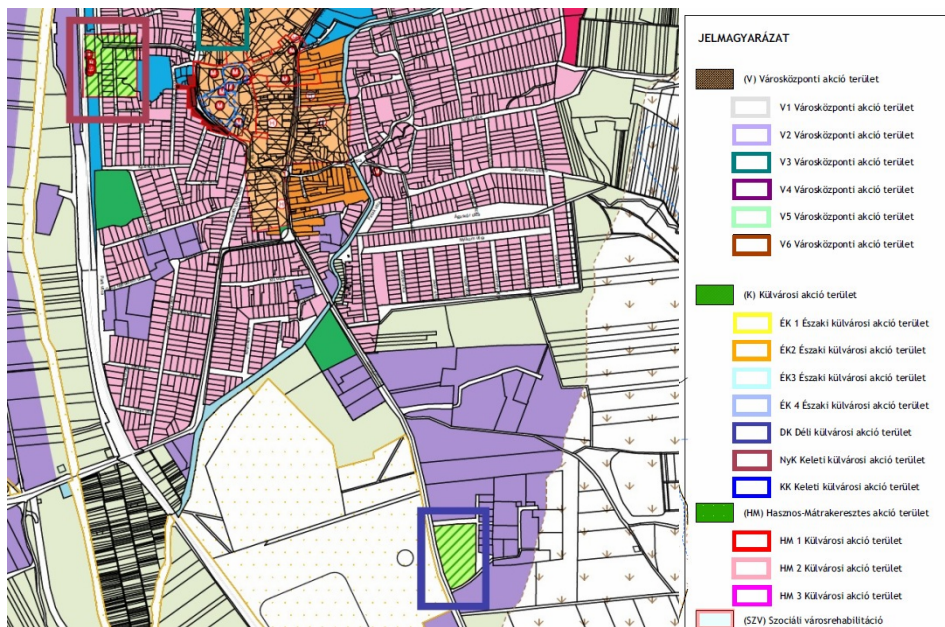 JELMAGYARÁZAT
(V) Városközponti akció terület
V1 Városközponti akció terület
V2 Városközponti akció terület
V3 Városközponti akció terület
V4 Városközponti akció terület
V5 Városközponti akció terület
V6 Városközponti akció terület
(K) Külvárosi akció terület
ÉK 1 Északi külvárosi akció terület
ÉK2 Északi külvárosi akció terület
ÉK3 Északi külvárosi akció terület
ÉK 4 Északi külvárosi akció terület
DK Déli külvárosi akció terület
NyK Keleti külvárosi akció terület
KK Keleti külvárosi akció terület
(HM) Hasznos-Mátrakeresztes akció terület
HM 1 Külvárosi akció terület
HM 2 Külvárosi akció terület
HM 3 Külvárosi akció terület
(SZV) Szociáli városrehabilitáció